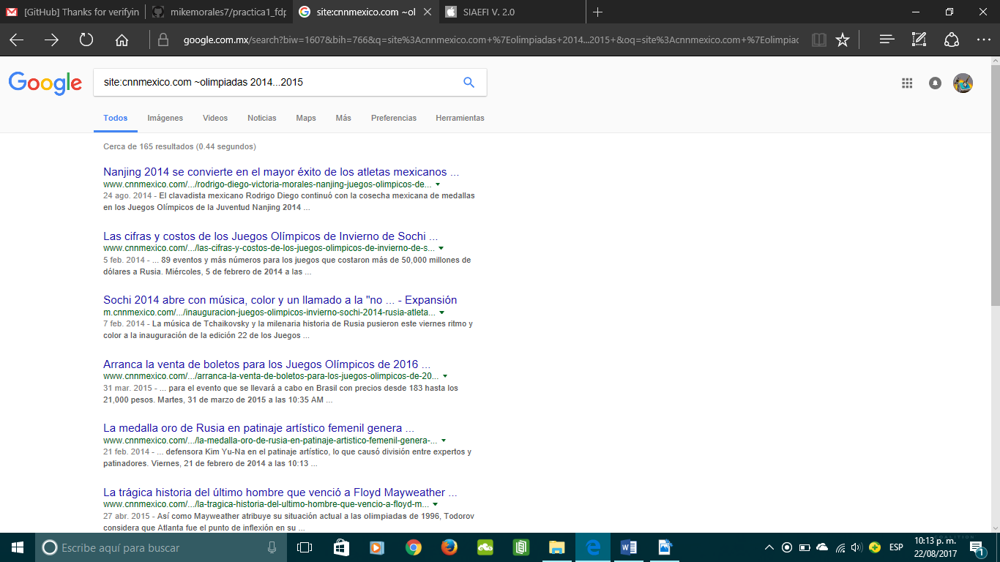 [GitHub] Thanks for verifyin
mikemorales7/practica1_fdp
site:cnnmexico.com ~ol
SIAEFI V. 2.0
google.com.mx/search?biw=1607&bih=766&q=site%3Acnnmexico.com+%7Eolimpiadas+2014...2015+&oq=site%3Acnnmexico.com+%7Eolimpiac
Google
site:cnnmexico.com ~olimpiadas 2014...2015
Todos Imágenes Videos Noticias Maps Más Preferencias Herramientas
Cerca de 165 resultados (0.44 segundos)
Nanjing 2014 se convierte en el mayor éxito de los atletas mexicanos ...
www.cnnmexico.com/.../rodrigo-diego-victoria-morales-nanjing-juegos-olimpicos-de...
24 ago. 2014 - El clavadista mexicano Rodrigo Diego continuó con la cosecha mexicana de medallas
en los Juegos Olímpicos de la Juventud Nanjing 2014 ...
Las cifras y costos de los Juegos Olímpicos de Invierno de Sochi ...
www.cnnmexico.com/.../las-cifras-y-costos-de-los-juegos-olimpicos-de-invierno-de-s...
5 feb. 2014 - ... 89 eventos y más números para los juegos que costaron más de 50,000 millones de
dólares a Rusia. Miércoles, 5 de febrero de 2014 a las ...
Sochi 2014 abre con música, color y un llamado a la "no ... - Expansión
m.cnnmexico.com/.../inauguracion-juegos-olimpicos-invierno-sochi-2014-rusia-atleta...
7 feb. 2014 - La música de Tchaikovsky y la milenaria historia de Rusia pusieron este viernes ritmo y
color a la inauguración de la edición 22 de los Juegos ...
Arranca la venta de boletos para los Juegos Olímpicos de 2016 ...
www.cnnmexico.com/.../arranca-la-venta-de-boletos-para-los-juegos-olimpicos-de-20...
31 mar. 2015 - ... para el evento que se llevará a cabo en Brasil con precios desde 183 hasta los
21,000 pesos. Martes, 31 de marzo de 2015 a las 10:35 AM ...
La medalla oro de Rusia en patinaje artístico femenil genera ...
www.cnnmexico.com/.../la-medalla-oro-de-rusia-en-patinaje-artistico-femenil-genera-...
21 feb. 2014 - ... defensora Kim Yu-Na en el patinaje artístico, lo que causó división entre expertos y
patinadores. Viernes, 21 de febrero de 2014 a las 10:13 ...
La trágica historia del último hombre que venció a Floyd Mayweather ...
www.cnnmexico.com/.../la-tragica-historia-del-ultimo-hombre-que-vencio-a-floyd-m...
27 abr. 2015 - Así como Mayweather atribuye su situación actual a las olimpiadas de 1996, Todorov
considera que Atlanta fue el punto de inflexión en su ...
Escribe aquí para buscar
ESP
10:13 p. m.
22/08/2017
1